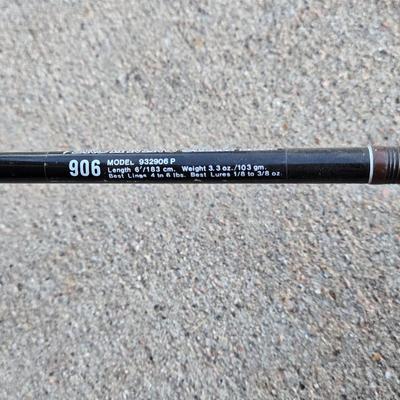 906 MODEL 932906 P
Length 6'/183 cm. Weight 3.3 oz./103 gm.
Best Lines 4 to 6 lbs. Best Lures 1/8 to 3/8 oz.